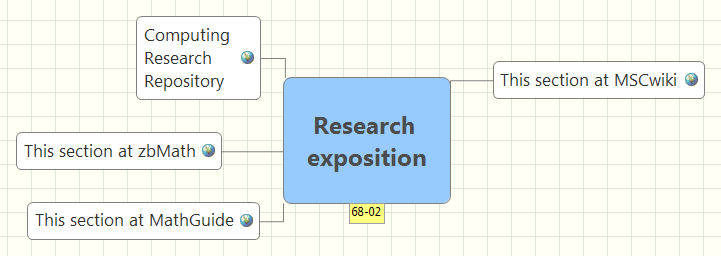 Computing
Research
Repository
This section at MSCwiki
Research
exposition
This section at zbMath
This section at MathGuide
68-02